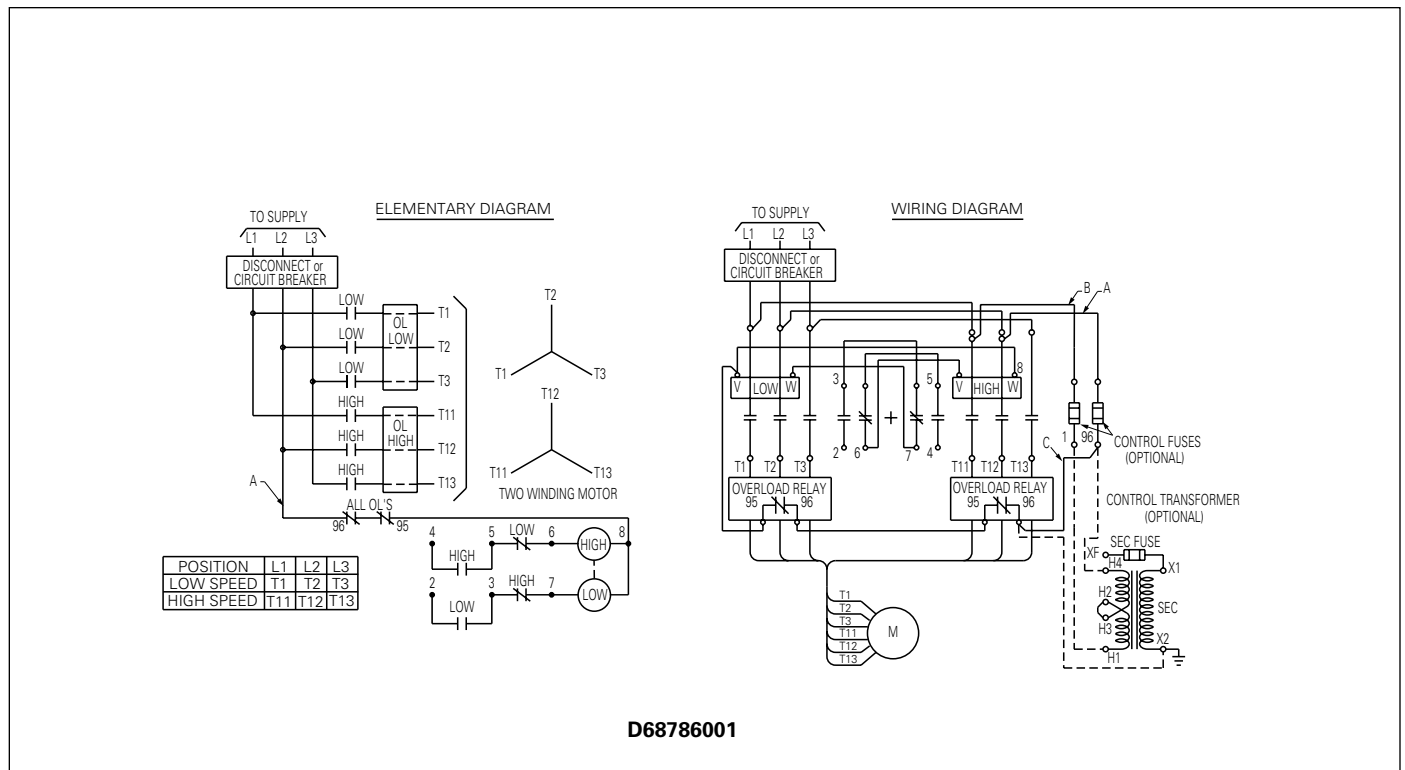 ELEMENTARY DIAGRAM
TO SUPPLY
L1 L2 L3
DISCONNECT or
CIRCUIT BREAKER
LOW
OL
LOW
T1
LOW
T2
LOW
T3
HIGH
OL
HIGH
T11
HIGH
T12
HIGH
T13
T2
T1
T3
T12
T11
T13
TWO WINDING MOTOR
A
ALL OL'S
96
95
4
HIGH
5
LOW
6
HIGH
8
2
LOW
3
HIGH
7
LOW
POSITION L1 L2 L3
LOW SPEED T1 T2 T3
HIGH SPEED T11 T12 T13
WIRING DIAGRAM
TO SUPPLY
L1 L2 L3
DISCONNECT or
CIRCUIT BREAKER
B
A
V LOW W
3
5
V HIGH W
8
2
6
+
7
4
1
96
C
CONTROL FUSES
(OPTIONAL)
T1 T2 T3
T11 T12 T13
OVERLOAD RELAY
95 96
OVERLOAD RELAY
95 96
CONTROL TRANSFORMER
(OPTIONAL)
SEC FUSE
XF
H4
X1
H2
H3
SEC
H1
X2
T1
T2
T3
T11
T12
T13
M
D68786001